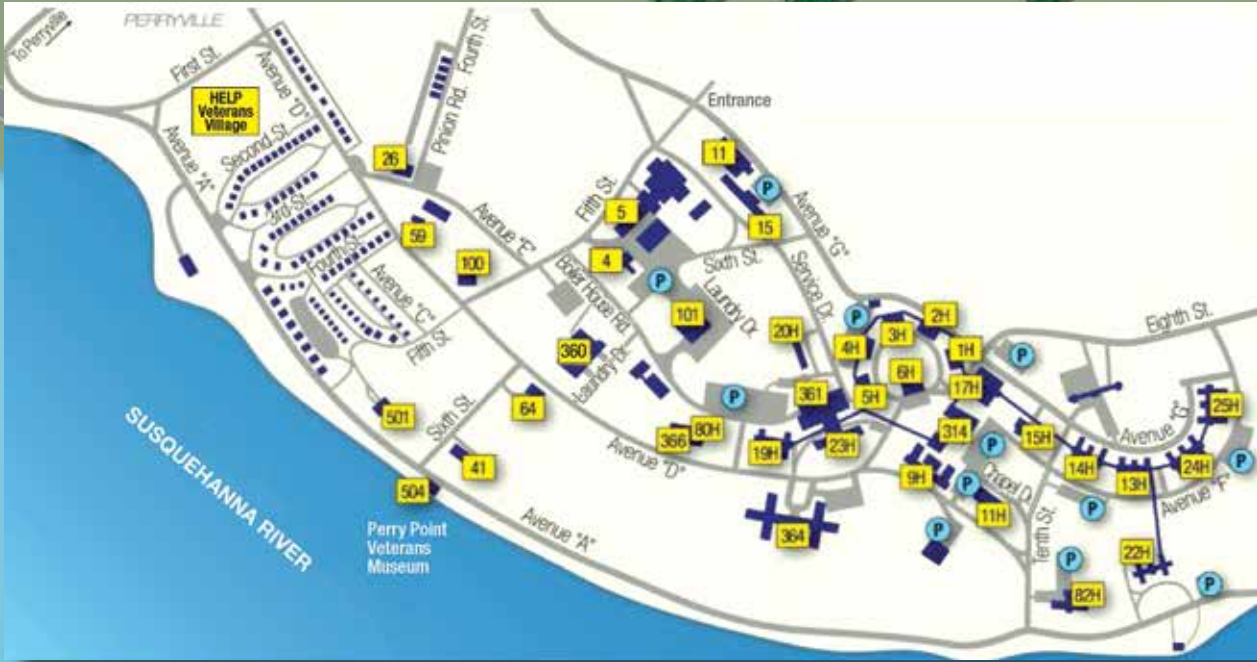 PERRYVILLE
To Perryville
First St.
Avenue "D"
HELP
Veterans
Village
Second St.
Avenue "A"
3rd St.
Fourth St.
Avenue "C"
Fifth St.
Pinion Rd.
Fourth St.
26
59
100
Avenue "E"
Fifth St.
Entrance
11
P
15
Avenue "G"
5
4
P
Sixth St.
Service Dr.
Boiler House Rd.
Laundry Dr.
101
20H
360
Laundry Dr.
P
4H
3H
2H
1H
6H
5H
17H
P
Eighth St.
361
P
366
80H
19H
23H
314
P
15H
Avenue "G"
25H
14H
13H
24H
P
Avenue "F"
9H
P
Chapel D.
11H
P
P
364
Tenth St.
P
82H
22H
P
501
Sixth St.
64
41
Avenue "D"
504
Perry Point
Veterans
Museum
Avenue "A"
SUSQUEHANNA RIVER